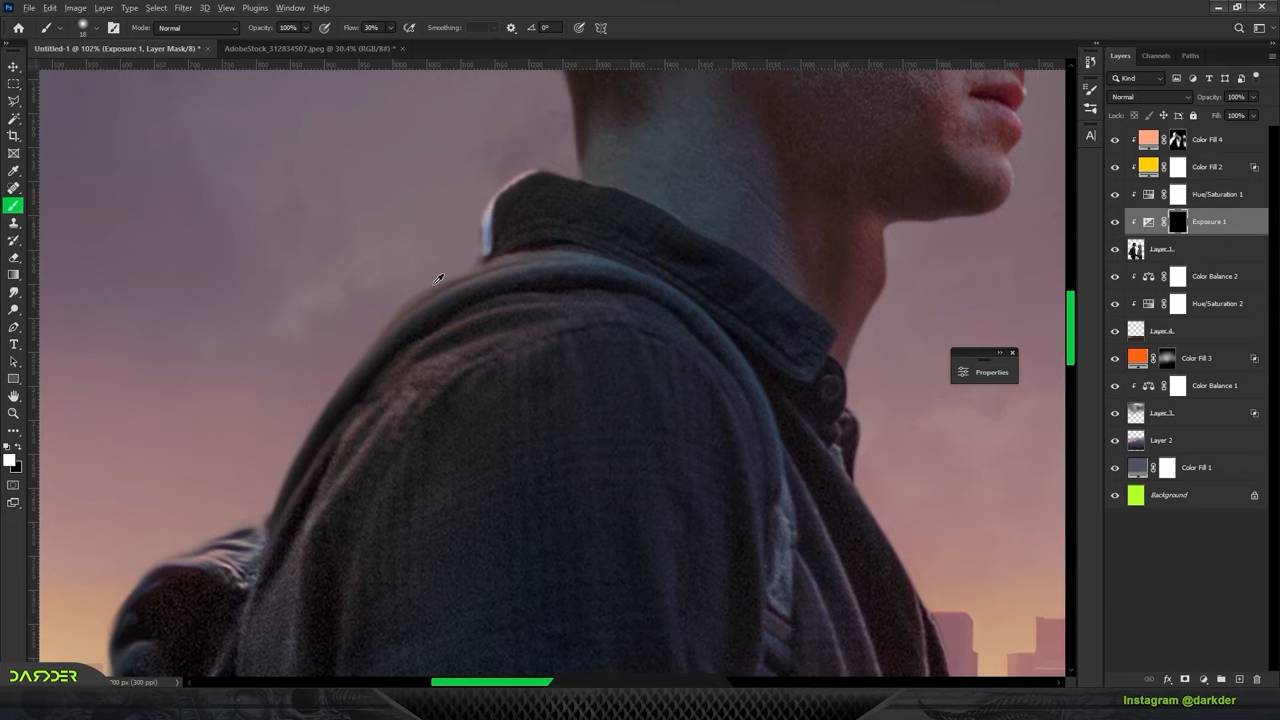 File Edit Image Layer Type Select Filter 3D View Plugins Window Help
Mode: Normal Opacity: 100% Flow: 30% Smoothing: 0°
18
Untitled-1 @ 102% (Exposure 1, Layer Mask/8) * × AdobeStock_312834507.jpeg @ 30.4% (RGB/8#) * ×
Layers Channels Paths
Kind
Normal Opacity: 100%
Lock: Fill: 100%
Color Fill 4
Color Fill 2
Hue/Saturation 1
Exposure 1
Layer 1
Color Balance 2
Hue/Saturation 2
Layer 4
Color Fill 3
Color Balance 1
Layer 3
Layer 2
Color Fill 1
Background
Properties
DARDER
00 px (300 ppi)
Instagram @darkder